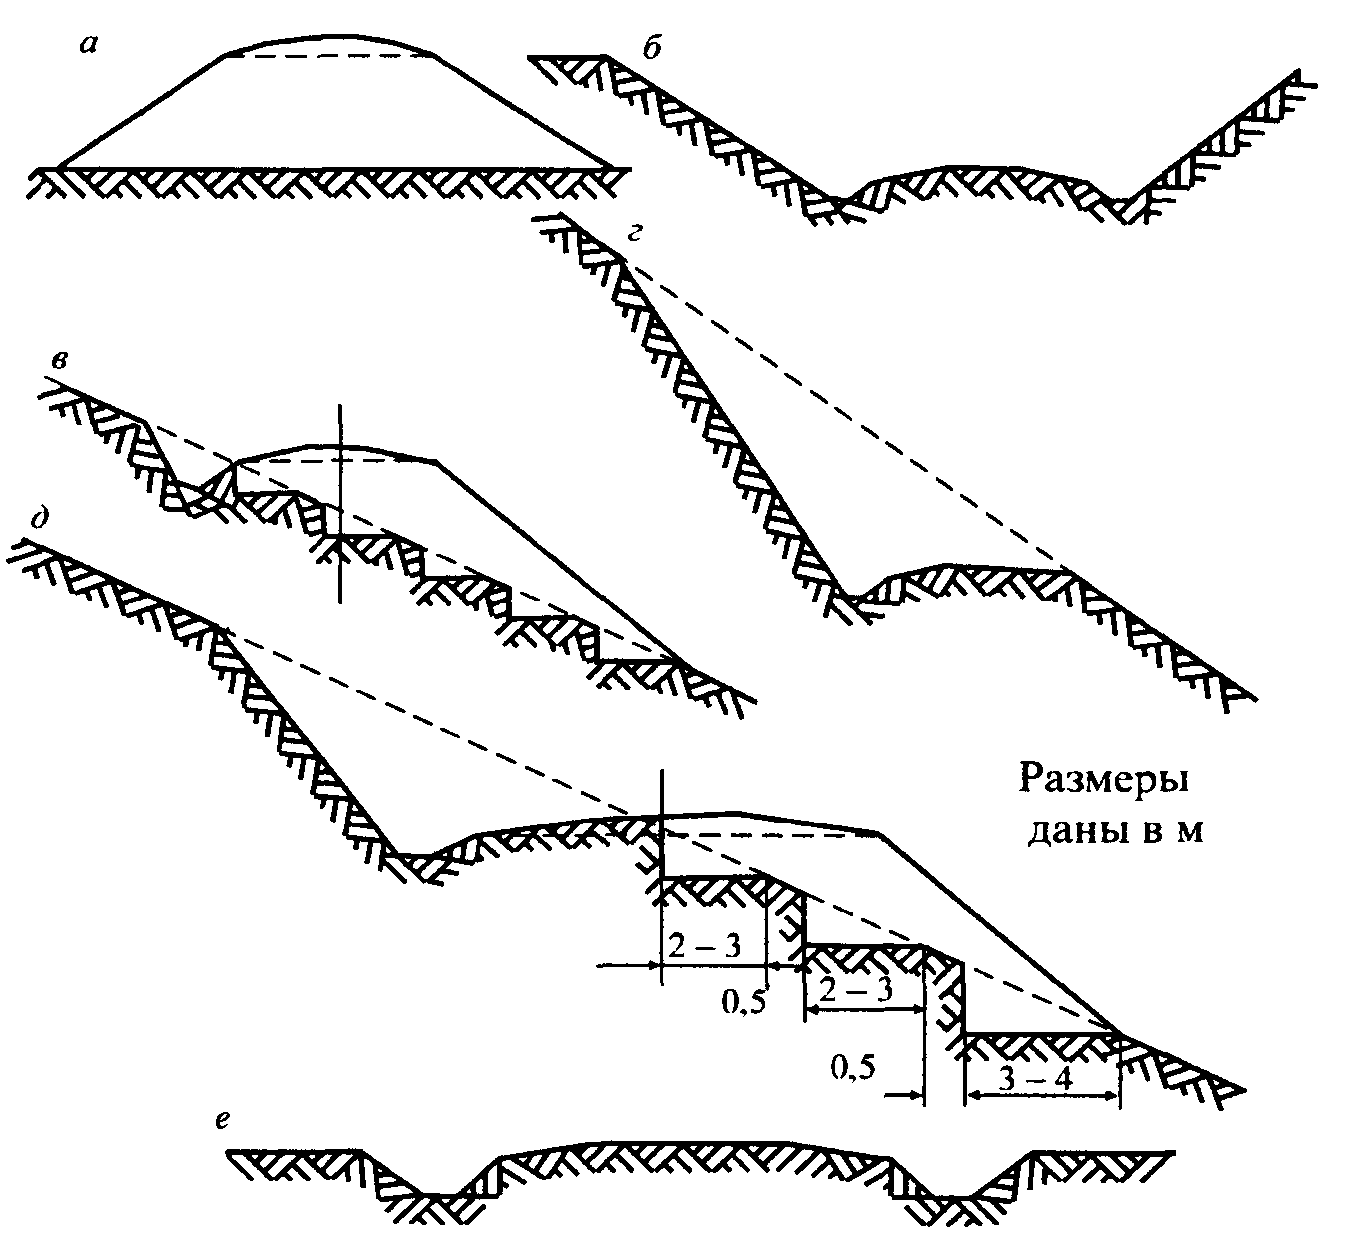 а
б
г
в
д
Размеры
даны в м
2 – 3
0,5
2 – 3
0,5
3 – 4
е